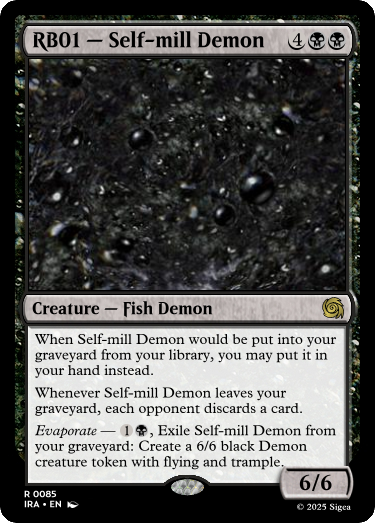 RB01 — Self-mill Demon 4
Creature — Fish Demon
When Self-mill Demon would be put into your
graveyard from your library, you may put it in
your hand instead.
Whenever Self-mill Demon leaves your
graveyard, each opponent discards a card.
Evaporate — 1, Exile Self-mill Demon from
your graveyard: Create a 6/6 black Demon
creature token with flying and trample.
6/6
R 0085
IRA • EN
© 2025 Sigea